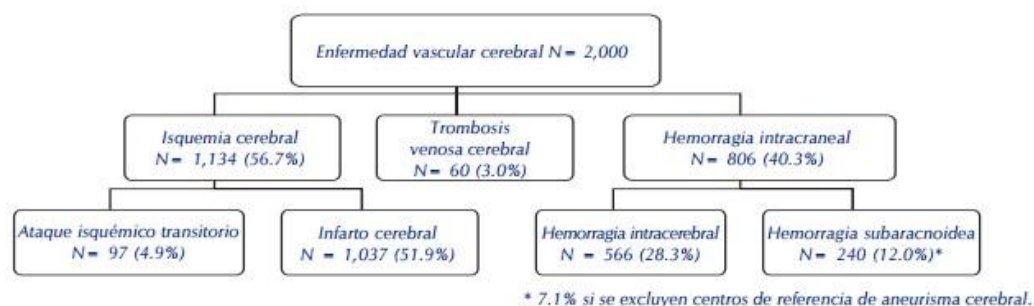 Enfermedad vascular cerebral N= 2,000
Isquemia cerebral
N= 1,134 (56.7%)
Trombosis
venosa cerebral
N= 60 (3.0%)
Hemorragia intracraneal
N= 806 (40.3%)
Ataque isquémico transitorio
N= 97 (4.9%)
Infarto cerebral
N = 1,037 (51.9%)
Hemorragia intracerebral
N = 566 (28.3%)
Hemorragia subaracnoidea
N= 240 (12.0%)*
* 7.1% si se excluyen centros de referencia de aneurisma cerebral.